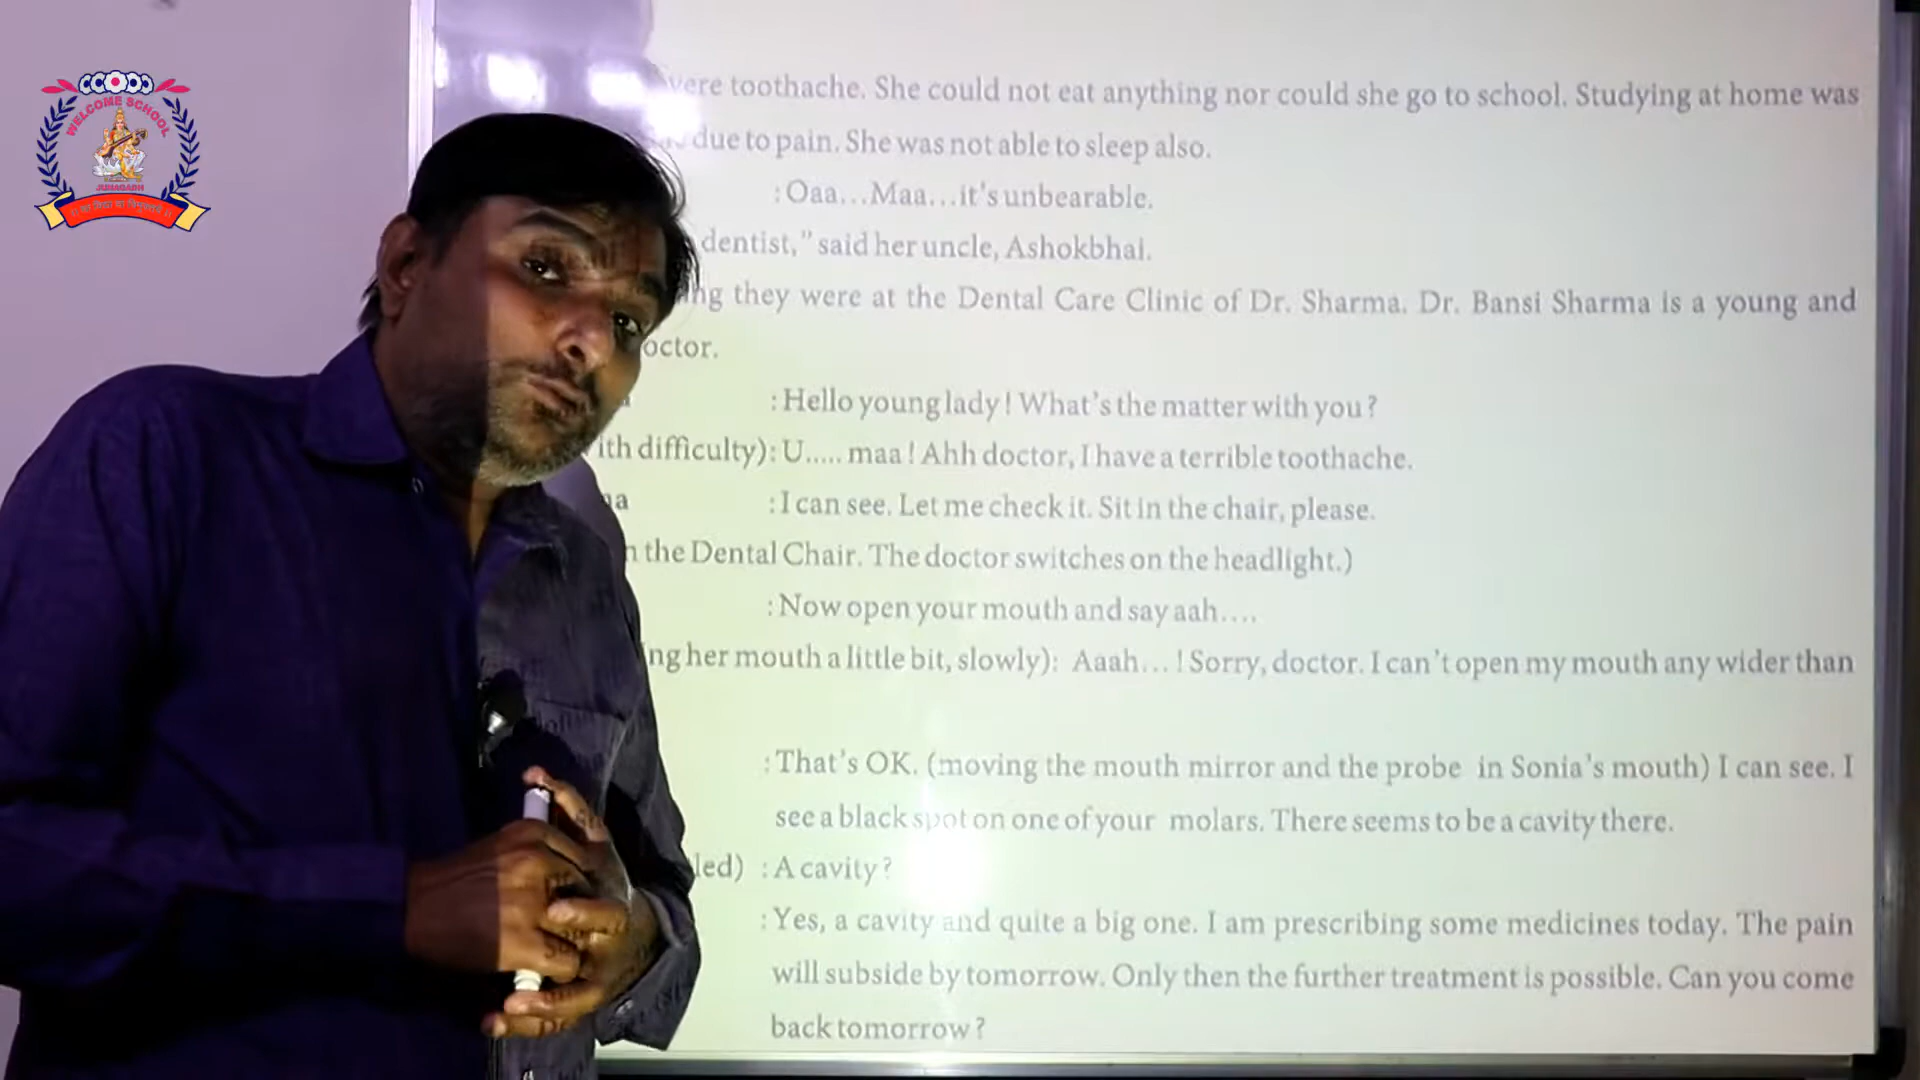 WELCOME SCHOOL
JUNAGADH
toothache. She could not eat anything nor could she go to school. Studying at home was
due to pain. She was not able to sleep also.
: Oaa...Maa...it's unbearable.
dentist," said her uncle, Ashokbhai.
they were at the Dental Care Clinic of Dr. Sharma. Dr. Bansi Sharma is a young and
: Hello young lady! What's the matter with you?
difficulty): U..... maa! Ahh doctor, I have a terrible toothache.
: I can see. Let me check it. Sit in the chair, please.
the Dental Chair. The doctor switches on the headlight.)
: Now open your mouth and say aah....
her mouth a little bit, slowly): Aaah...! Sorry, doctor. I can't open my mouth any wider than
: That's OK. (moving the mouth mirror and the probe in Sonia's mouth) I can see. I
see a black spot on one of your molars. There seems to be a cavity there.
: A cavity?
: Yes, a cavity and quite a big one. I am prescribing some medicines today. The pain
will subside by tomorrow. Only then the further treatment is possible. Can you come
back tomorrow?